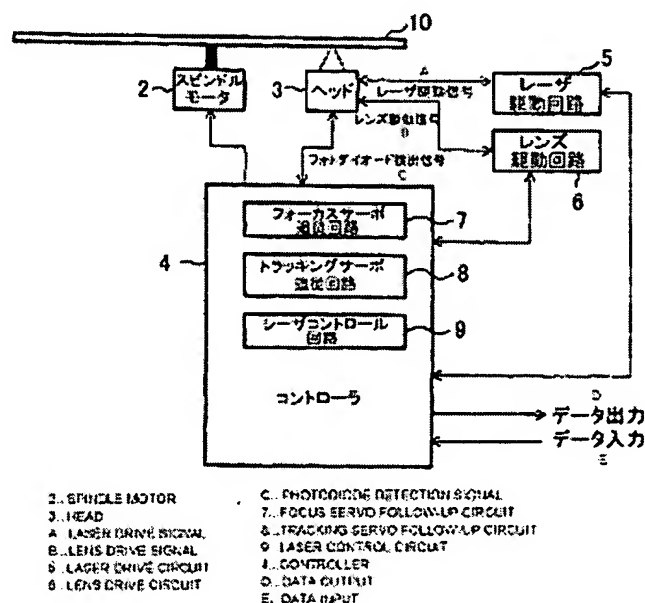 10
2
スピンドル
モータ
3
ヘッド
A
レーザ駆動信号
5
レーザ
駆動回路
レンズ駆動信号
B
レンズ
駆動回路
6
フォトダイオード検出信号
C
4
フォーカスサーボ
追従回路
7
トラッキングサーボ
追従回路
8
レーザコントロール
回路
9
コントローラ
D
データ出力
データ入力
E
2...SPINDLE MOTOR
3...HEAD
A...LASER DRIVE SIGNAL
B...LENS DRIVE SIGNAL
5...LASER DRIVE CIRCUIT
6...LENS DRIVE CIRCUIT
C...PHOTODIODE DETECTION SIGNAL
7...FOCUS SERVO FOLLOW-UP CIRCUIT
8...TRACKING SERVO FOLLOW-UP CIRCUIT
9...LASER CONTROL CIRCUIT
4...CONTROLLER
D...DATA OUTPUT
E...DATA INPUT